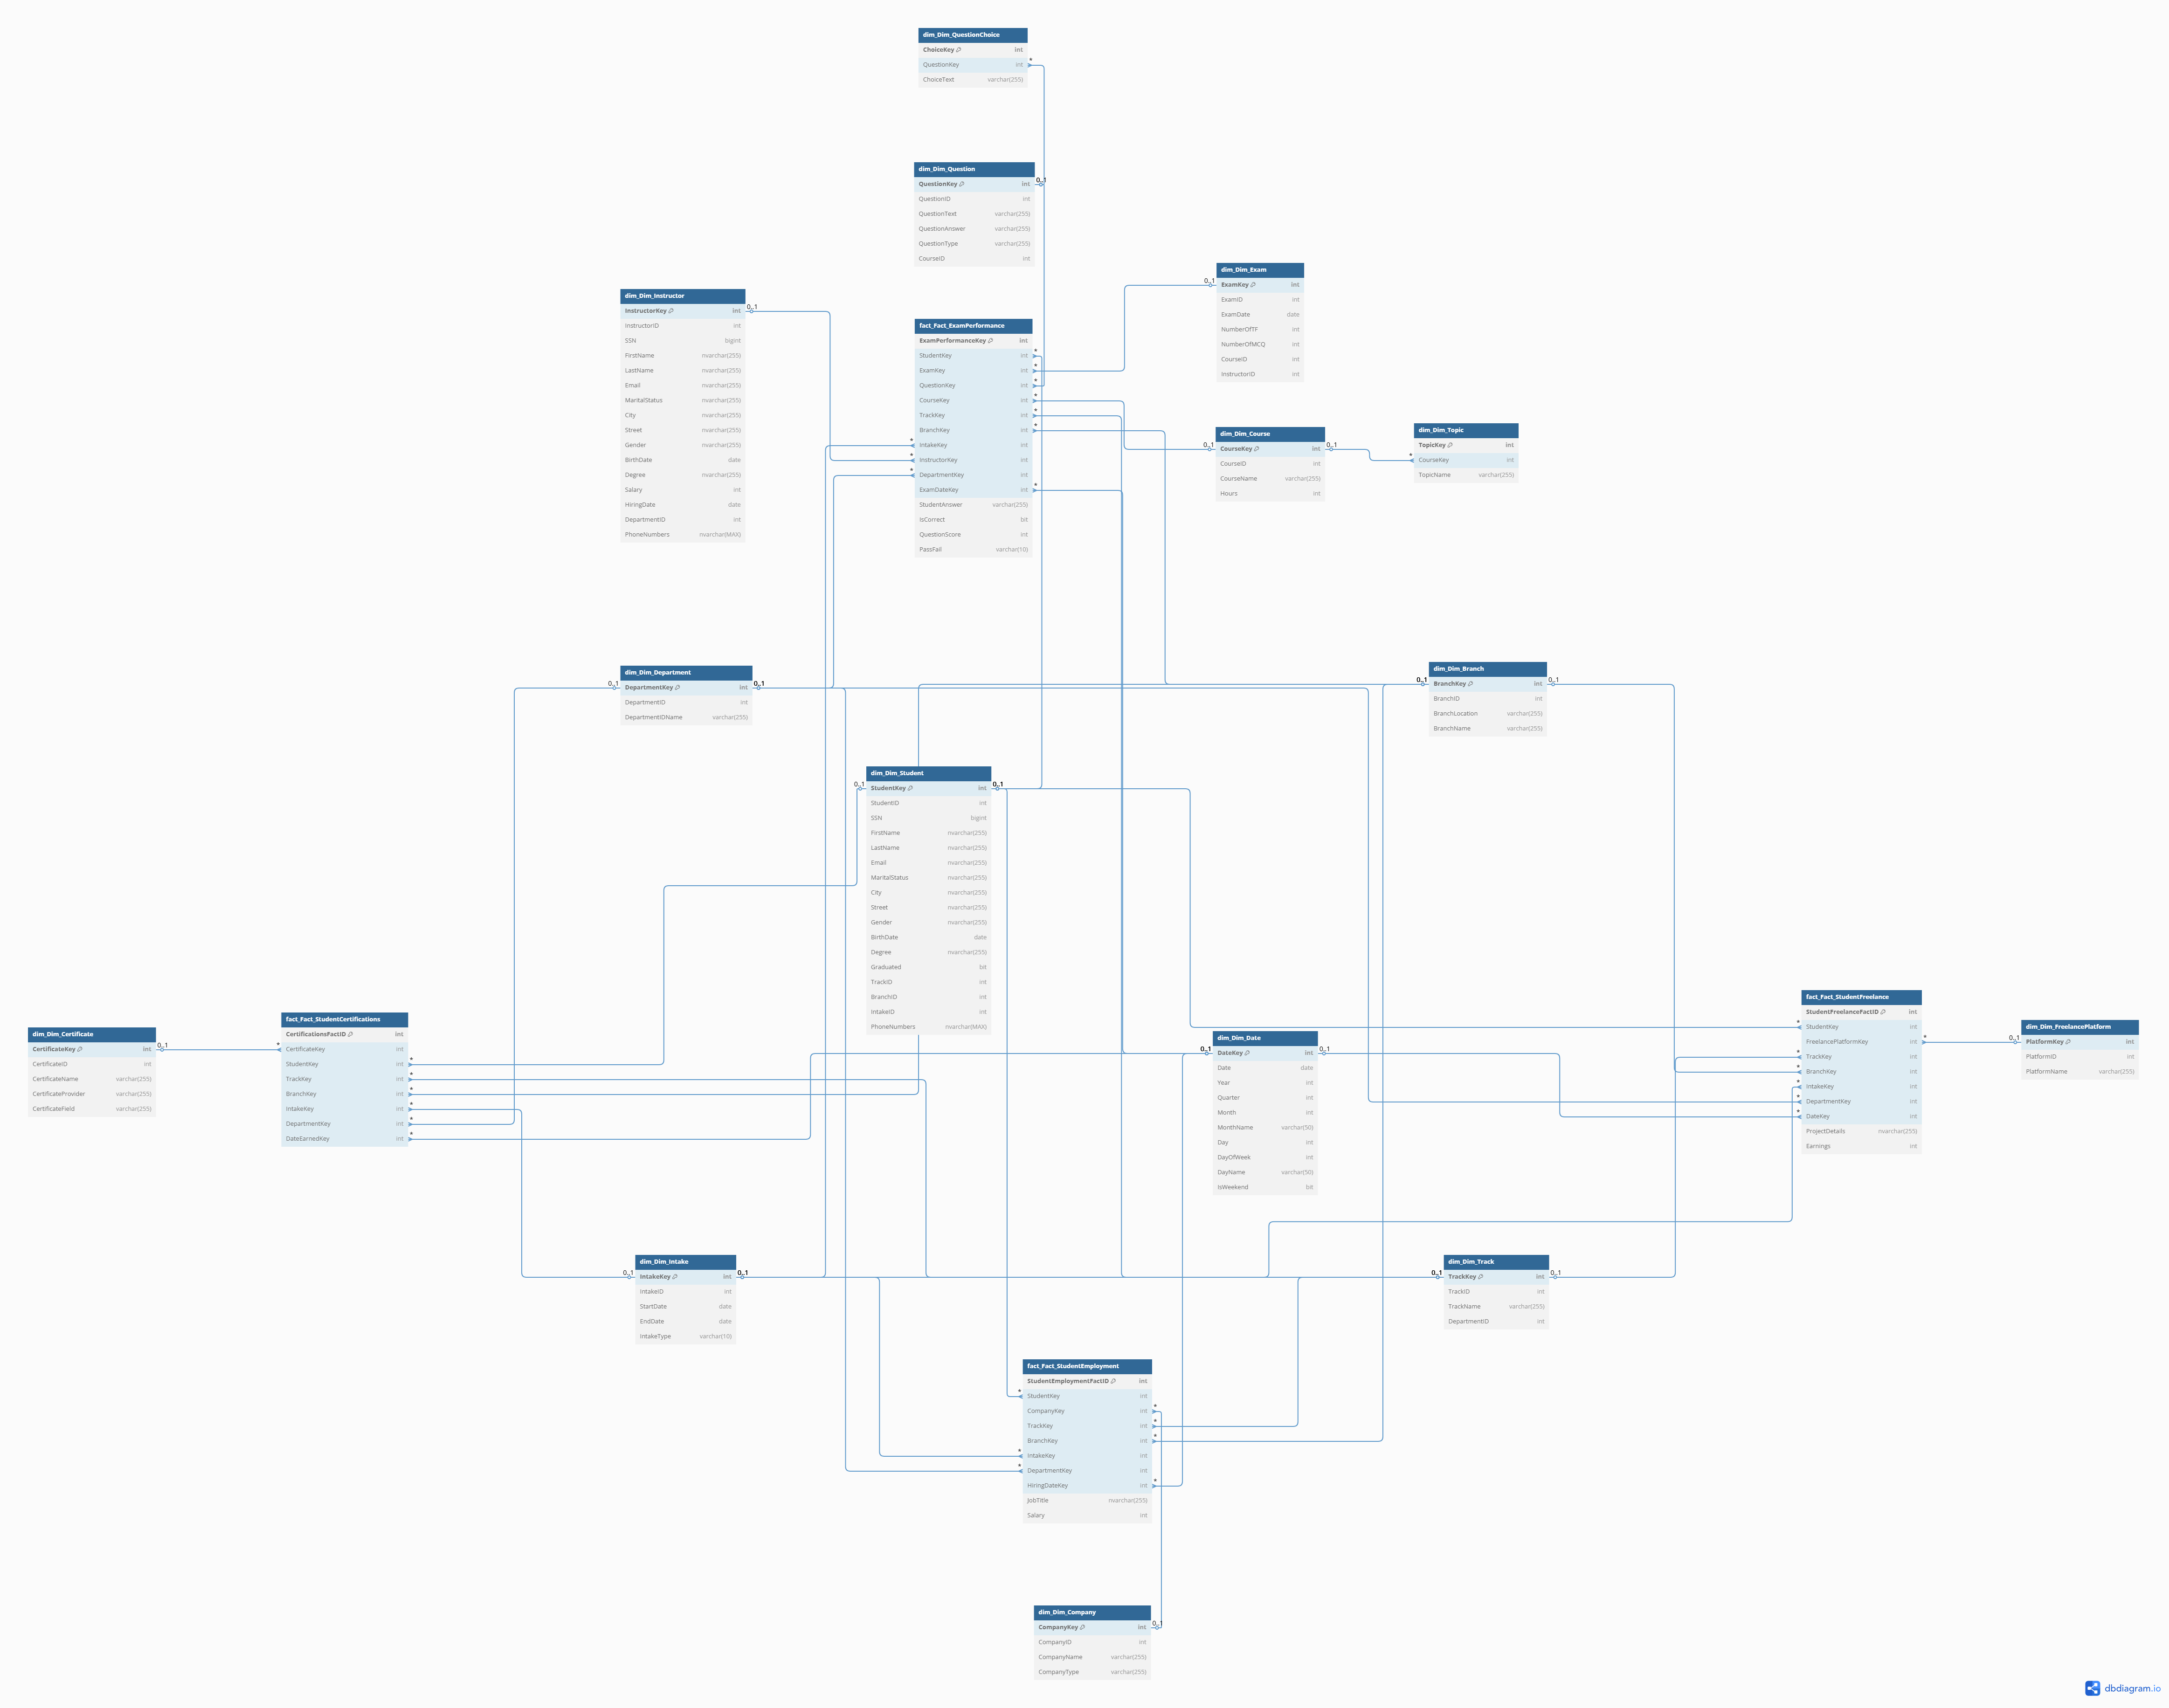 dim_Dim_QuestionChoice
ChoiceKey int
QuestionKey int
ChoiceText varchar(255)
dim_Dim_Question
QuestionKey int
QuestionID int
QuestionText varchar(255)
QuestionAnswer varchar(255)
QuestionType varchar(255)
CourseID int
dim_Dim_Exam
ExamKey int
ExamID int
ExamDate date
NumberOfTF int
NumberOfMCQ int
CourseID int
InstructorID int
dim_Dim_Instructor
InstructorKey int
InstructorID int
SSN bigint
FirstName nvarchar(255)
LastName nvarchar(255)
Email nvarchar(255)
MaritalStatus nvarchar(255)
City nvarchar(255)
Street nvarchar(255)
Gender nvarchar(255)
BirthDate date
Degree nvarchar(255)
Salary int
HiringDate date
DepartmentID int
PhoneNumbers nvarchar(MAX)
fact_Fact_ExamPerformance
ExamPerformanceKey int
StudentKey int
ExamKey int
QuestionKey int
CourseKey int
TrackKey int
BranchKey int
IntakeKey int
InstructorKey int
DepartmentKey int
ExamDateKey int
StudentAnswer varchar(255)
IsCorrect bit
QuestionScore int
PassFail varchar(10)
dim_Dim_Course
CourseKey int
CourseID int
CourseName varchar(255)
Hours int
dim_Dim_Topic
TopicKey int
CourseKey int
TopicName varchar(255)
dim_Dim_Department
DepartmentKey int
DepartmentID int
DepartmentIDName varchar(255)
dim_Dim_Branch
BranchKey int
BranchID int
BranchLocation varchar(255)
BranchName varchar(255)
dim_Dim_Student
StudentKey int
StudentID int
SSN bigint
FirstName nvarchar(255)
LastName nvarchar(255)
Email nvarchar(255)
MaritalStatus nvarchar(255)
City nvarchar(255)
Street nvarchar(255)
Gender nvarchar(255)
BirthDate date
Degree nvarchar(255)
Graduated bit
TrackID int
BranchID int
IntakeID int
PhoneNumbers nvarchar(MAX)
dim_Dim_Certificate
CertificateKey int
CertificateID int
CertificateName varchar(255)
CertificateProvider varchar(255)
CertificateField varchar(255)
fact_Fact_StudentCertifications
CertificationsFactID int
CertificateKey int
StudentKey int
TrackKey int
BranchKey int
IntakeKey int
DepartmentKey int
DateEarnedKey int
dim_Dim_Date
DateKey int
Date date
Year int
Quarter int
Month int
MonthName varchar(50)
Day int
DayOfWeek int
DayName varchar(50)
IsWeekend bit
fact_Fact_StudentFreelance
StudentFreelanceFactID int
StudentKey int
FreelancePlatformKey int
TrackKey int
BranchKey int
IntakeKey int
DepartmentKey int
DateKey int
ProjectDetails nvarchar(255)
Earnings int
dim_Dim_FreelancePlatform
PlatformKey int
PlatformID int
PlatformName varchar(255)
dim_Dim_Intake
IntakeKey int
IntakeID int
StartDate date
EndDate date
IntakeType varchar(10)
dim_Dim_Track
TrackKey int
TrackID int
TrackName varchar(255)
DepartmentID int
fact_Fact_StudentEmployment
StudentEmploymentFactID int
StudentKey int
CompanyKey int
TrackKey int
BranchKey int
IntakeKey int
DepartmentKey int
HiringDateKey int
JobTitle nvarchar(255)
Salary int
dim_Dim_Company
CompanyKey int
CompanyID int
CompanyName varchar(255)
CompanyType varchar(255)
dbdiagram.io